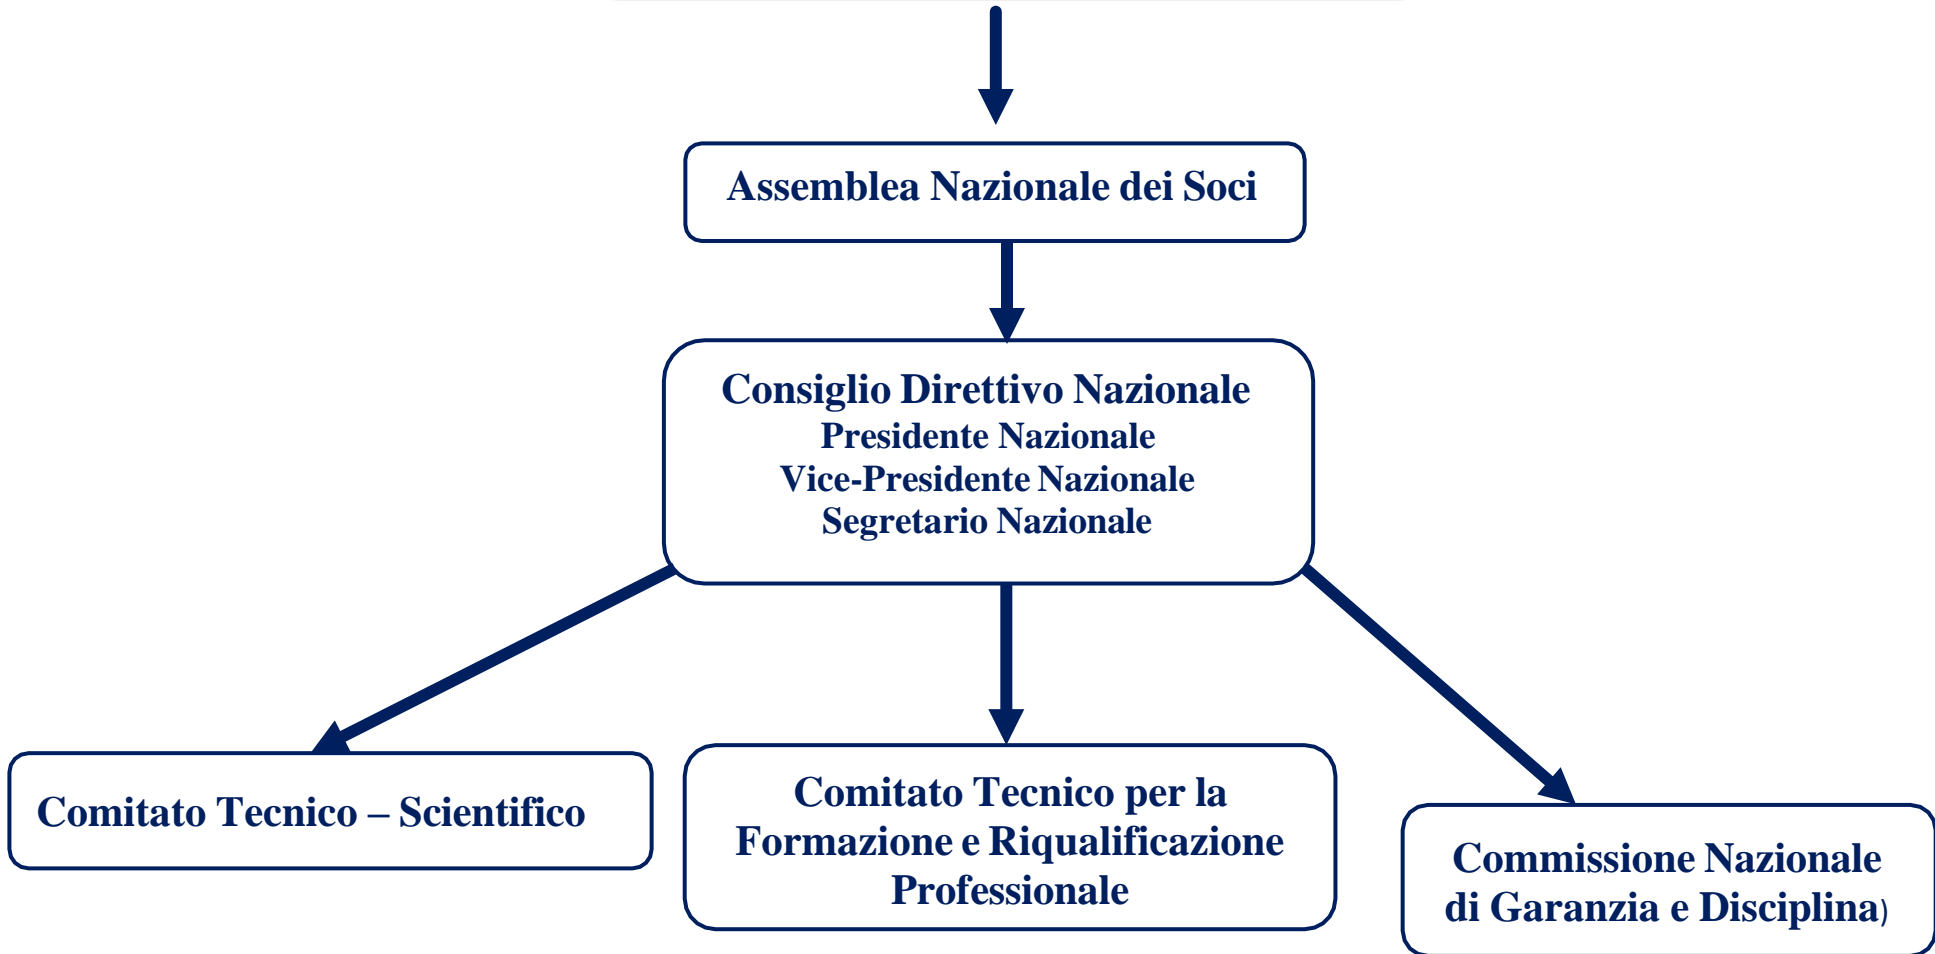 Assemblea Nazionale dei Soci
Consiglio Direttivo Nazionale
Presidente Nazionale
Vice-Presidente Nazionale
Segretario Nazionale
Comitato Tecnico – Scientifico
Comitato Tecnico per la
Formazione e Riqualificazione
Professionale
Commissione Nazionale
di Garanzia e Disciplina)